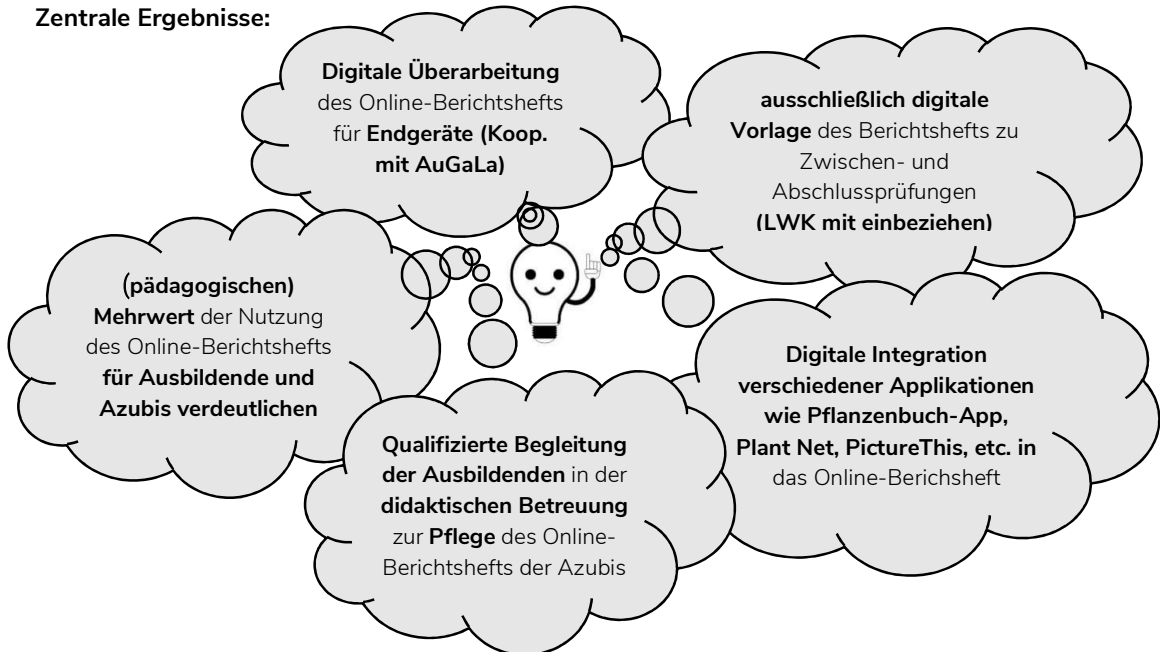 Zentrale Ergebnisse:
Digitale Überarbeitung
des Online-Berichtshefts
für Endgeräte (Koop.
mit AuGaLa)
ausschließlich digitale
Vorlage des Berichtshefts zu
Zwischen- und
Abschlussprüfungen
(LWK mit einbeziehen)
(pädagogischen)
Mehrwert der Nutzung
des Online-Berichtshefts
für Ausbildende und
Azubis verdeutlichen
Digitale Integration
verschiedener Applikationen
wie Pflanzenbuch-App,
Plant Net, PictureThis, etc. in
das Online-Berichsheft
Qualifizierte Begleitung
der Ausbildenden in der
didaktischen Betreuung
zur Pflege des Online-
Berichtshefts der Azubis